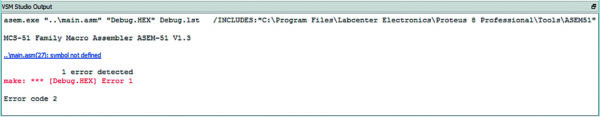 VSM Studio Output
asem.exe "..\main.asm" "Debug.HEX" Debug.lst /INCLUDES:"C:\Program Files\Labcenter Electronics\Proteus 8 Professional\Tools\ASEM51"
MCS-51 Family Macro Assembler ASEM-51 V1.3
..\main.asm(27): symbol not defined
1 error detected
make: *** [Debug.HEX] Error 1
Error code 2